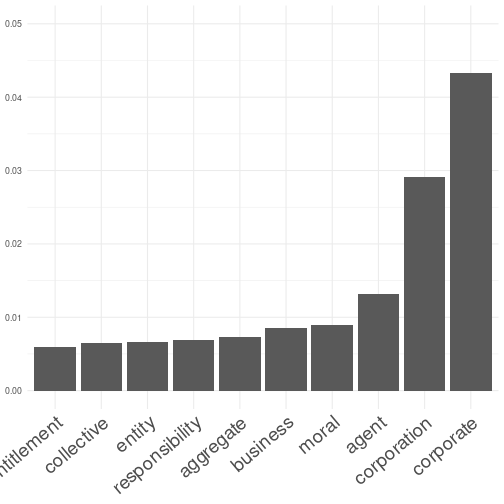 0.05
0.04
0.03
0.02
0.01
0.00
ntitlement
collective
entity
responsibility
aggregate
business
moral
agent
corporation
corporate